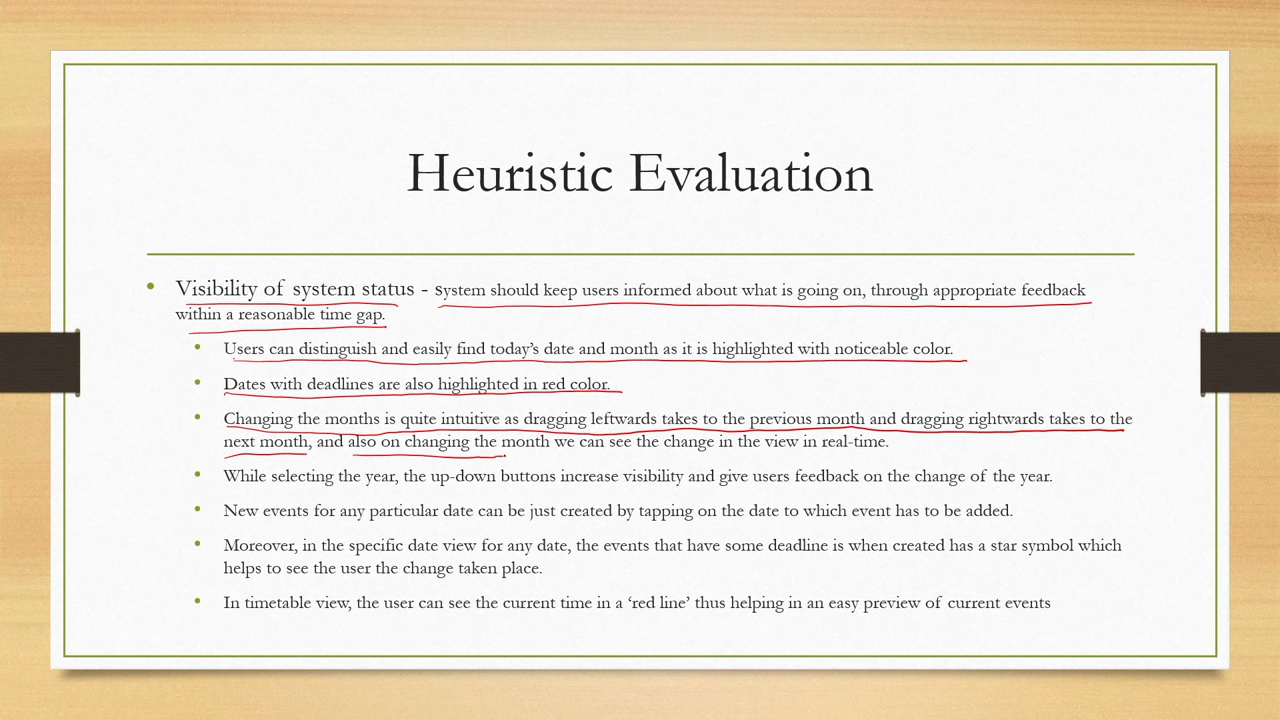 Heuristic Evaluation
• Visibility of system status - system should keep users informed about what is going on, through appropriate feedback
within a reasonable time gap.
• Users can distinguish and easily find today's date and month as it is highlighted with noticeable color.
• Dates with deadlines are also highlighted in red color.
• Changing the months is quite intuitive as dragging leftwards takes to the previous month and dragging rightwards takes to the
next month, and also on changing the month we can see the change in the view in real-time.
• While selecting the year, the up-down buttons increase visibility and give users feedback on the change of the year.
• New events for any particular date can be just created by tapping on the date to which event has to be added.
• Moreover, in the specific date view for any date, the events that have some deadline is when created has a star symbol which
helps to see the user the change taken place.
• In timetable view, the user can see the current time in a ‘red line’ thus helping in an easy preview of current events